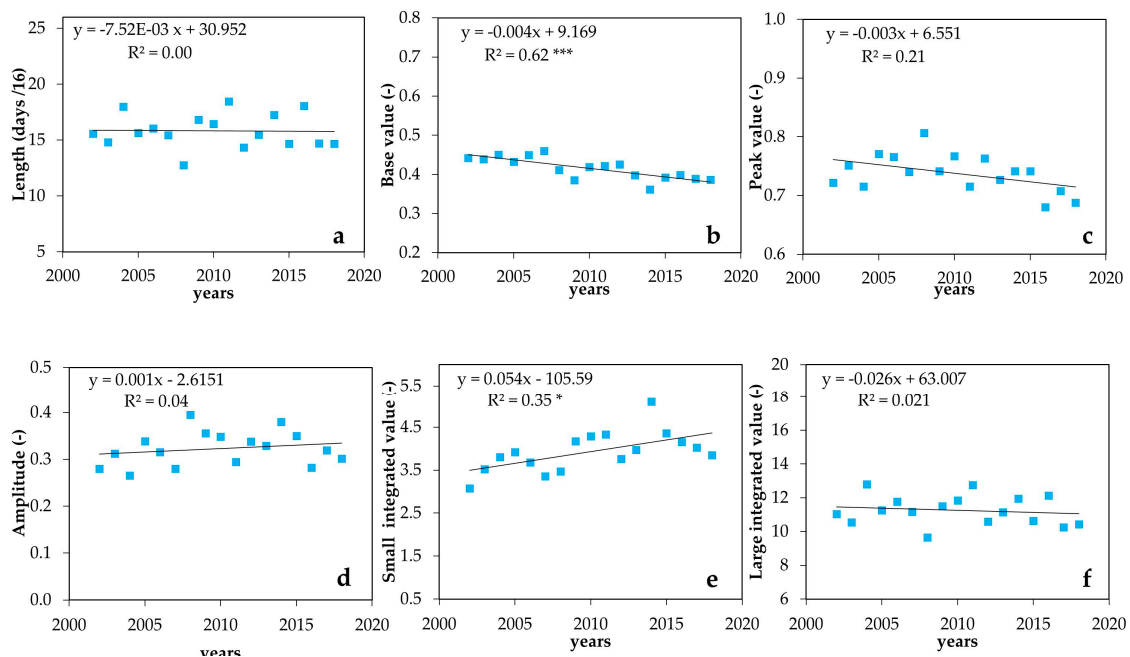 y = -7.52E-03 x + 30.952
R² = 0.00
Length (days /16)
25
20
15
10
5
2000 2005 2010 2015 2020
years
a
y = -0.004x + 9.169
R² = 0.62 ***
Base value (-)
0.8
0.7
0.6
0.5
0.4
0.3
0.2
2000 2005 2010 2015 2020
years
b
y = -0.003x + 6.551
R² = 0.21
Peak value (-)
1.0
0.9
0.8
0.7
0.6
2000 2005 2010 2015 2020
years
c
y = 0.001x - 2.6151
R² = 0.04
Amplitude (-)
0.5
0.4
0.3
0.2
0.1
0.0
2000 2005 2010 2015 2020
years
d
y = 0.054x - 105.59
R² = 0.35 *
Small integrated value (-)
5.5
4.5
3.5
2.5
1.5
0.5
2000 2005 2010 2015 2020
years
e
y = -0.026x + 63.007
R² = 0.021
Large integrated value (-)
20
18
16
14
12
10
8
6
2000 2005 2010 2015 2020
years
f